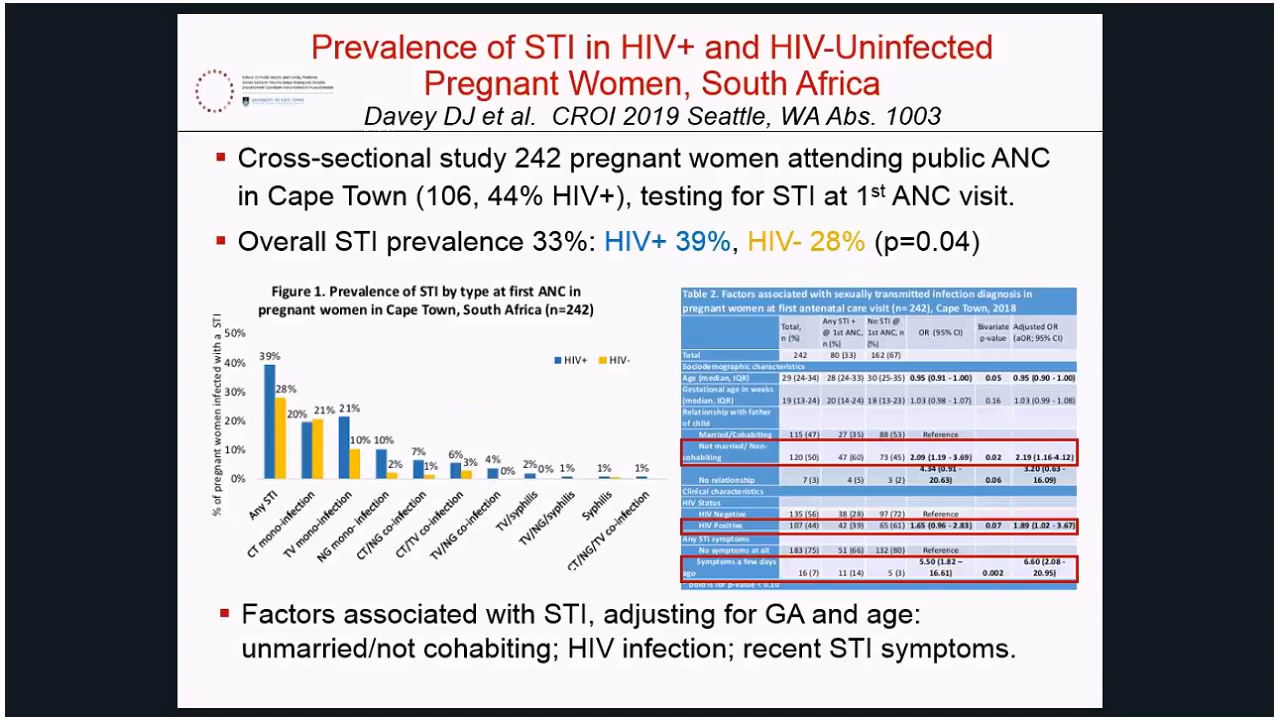 Prevalence of STI in HIV+ and HIV-Uninfected
Pregnant Women, South Africa
UNIVERSITY OF CAPE TOWN
Davey DJ et al. CROI 2019 Seattle, WA Abs. 1003
▪ Cross-sectional study 242 pregnant women attending public ANC
in Cape Town (106, 44% HIV+), testing for STI at 1st ANC visit.
▪ Overall STI prevalence 33%: HIV+ 39%, HIV- 28% (p=0.04)
Figure 1. Prevalence of STI by type at first ANC in
pregnant women in Cape Town, South Africa (n=242)
% of pregnant women infected with a STI
50%
40%
30%
20%
10%
0%
HIV+ HIV-
39% 28% 20% 21% 21% 10% 10% 2% 7% 1% 6% 3% 4% 0% 2% 0% 1% 1% 1%
Any STI
CT mono-infection
TV mono-infection
NG mono- infection
CT/NG co-infection
CT/TV co-infection
TV/NG co-infection
TV/syphilis
TV/NG/syphilis
Syphilis
CT/NG/TV co-infection
Table 2. Factors associated with sexually transmitted infection diagnosis in
pregnant women at first antenatal care visit (n= 242), Cape Town, 2018
Total, n (%) Any STI + @ 1st ANC, n (%) No STI @ 1st ANC, n (%) OR (95% CI) Bivariate p-value Adjusted OR (aOR; 95% CI)
Total 242 80 (33) 162 (67)
Sociodemographic characteristics
Age (median, IQR) 29 (24-34) 28 (24-33) 30 (25-35) 0.95 (0.91 - 1.00) 0.05 0.95 (0.90 - 1.00)
Gestational age in weeks (median, IQR) 19 (13-24) 20 (14-24) 18 (13-23) 1.03 (0.98 - 1.07) 0.16 1.03 (0.99 - 1.08)
Relationship with father of child
Married/Cohabiting 115 (47) 27 (35) 88 (53) Reference
Not married/ Non-cohabiting 120 (50) 47 (60) 73 (45) 2.09 (1.19 - 3.69) 0.02 2.19 (1.16-4.12)
No relationship 7 (3) 4 (5) 3 (2) 4.34 (0.91 - 20.63) 0.06 3.20 (0.63 - 16.09)
Clinical characteristics
HIV Status
HIV Negative 135 (56) 38 (28) 97 (72) Reference
HIV Positive 107 (44) 42 (39) 65 (61) 1.65 (0.96 - 2.83) 0.07 1.89 (1.02 - 3.67)
Any STI symptoms
No symptoms at all 183 (75) 51 (66) 132 (80) Reference
Symptoms a few days ago 16 (7) 11 (14) 5 (3) 5.50 (1.82 – 16.61) 0.002 6.60 (2.08 - 20.95)
Bold is for p-value < 0.10
▪ Factors associated with STI, adjusting for GA and age:
unmarried/not cohabiting; HIV infection; recent STI symptoms.